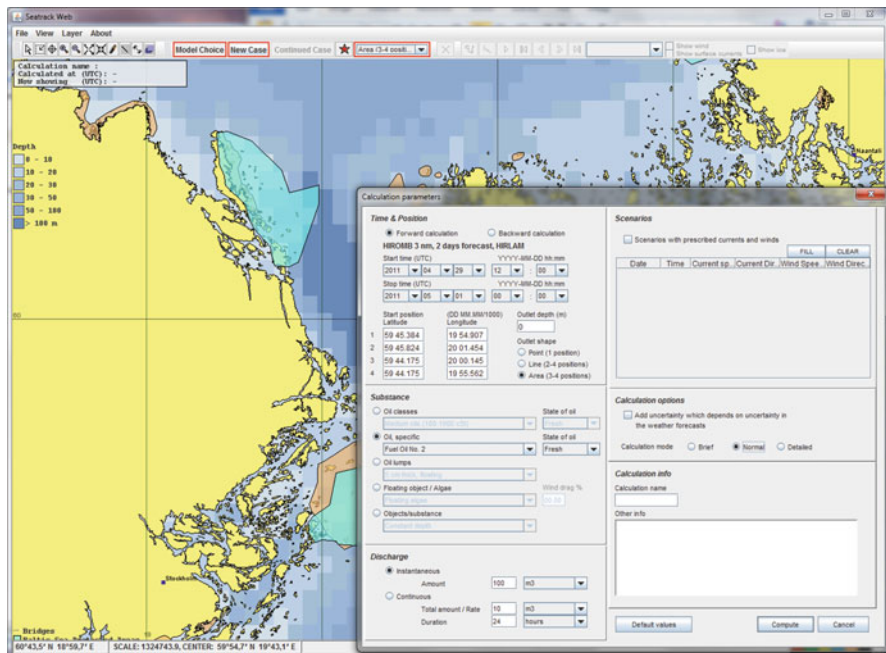 Seatrack Web
File View Layer About
Model Choice New Case Continued Case Area (3-4 positi... Show wind
Show surface currents Show ice
Calculation name :
Calculated at (UTC): -
Now showing (UTC): -
Depth
0 - 10
10 - 20
20 - 30
30 - 50
50 - 100
> 100 m
Naantali
60
Stockholm
Bridges
18
60°43,5' N 18°59,7' E SCALE: 1324743.9, CENTER: 59°54,7' N 19°43,1' E
Calculation parameters
Time & Position
Forward calculation Backward calculation
HIROMB 3 nm, 2 days forecast, HIRLAM
Start time (UTC) YYYY-MM-DD hh:mm
2011 04 29 12 : 00
Stop time (UTC) YYYY-MM-DD hh:mm
2011 05 01 00 : 00
Start position (DD MM.MM/1000) Outlet depth (m)
Latitude Longitude 0
1 59 45.384 19 54.907 Outlet shape
2 59 45.824 20 01.454 Point (1 position)
3 59 44.175 20 00.145 Line (2-4 positions)
4 59 44.175 19 55.562 Area (3-4 positions)
Substance
Oil classes State of oil
Fresh
Oil, specific State of oil
Fuel Oil No. 2 Fresh
Oil lumps
Floating object / Algae Wind drag %
Floating algae
Objects/substance
Constant depth
Discharge
Instantaneous
Amount 100 m3
Continuous
Total amount / Rate 10 m3
Duration 24 hours
Scenarios
Scenarios with prescribed currents and winds
FILL CLEAR
Date Time Current sp... Current Dir... Wind Spee... Wind Direc...
Calculation options
Add uncertainty which depends on uncertainty in
the weather forecasts
Calculation mode Brief Normal Detailed
Calculation info
Calculation name
Other info
Default values Compute Cancel